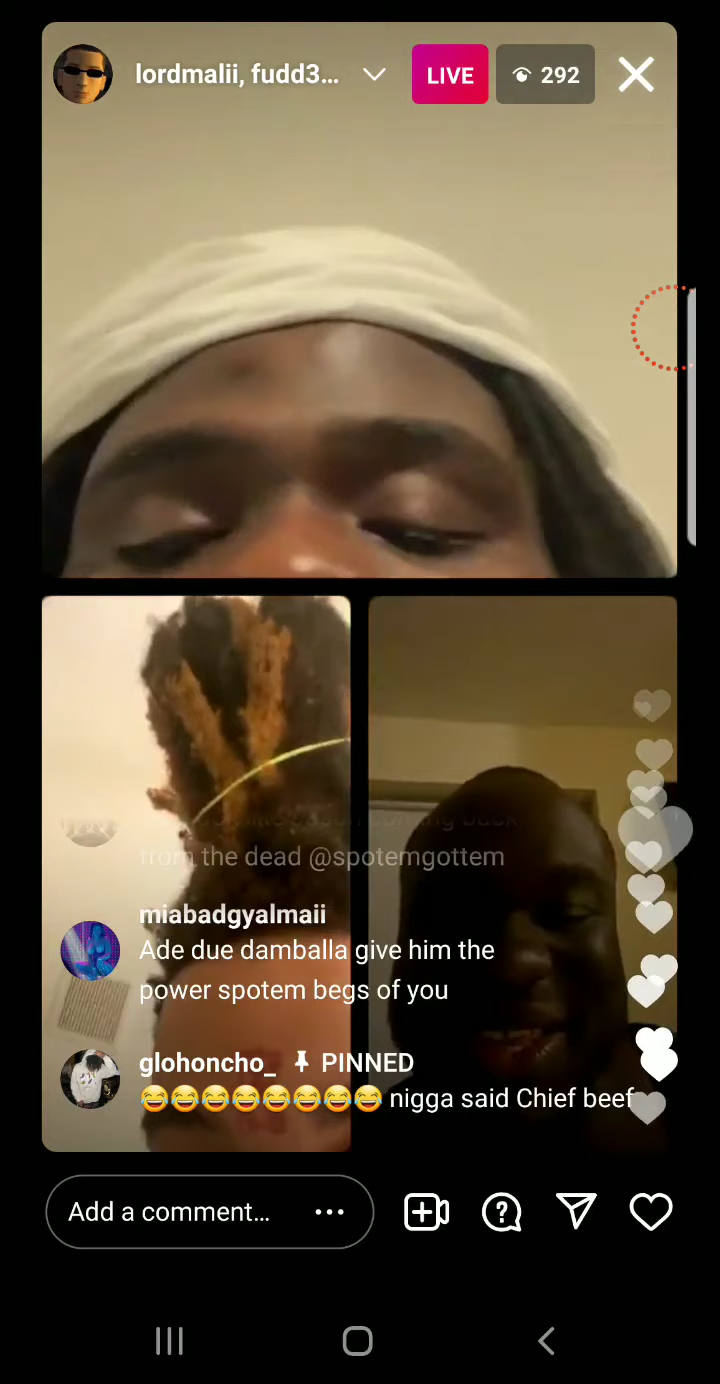 lordmalii, fudd3...
LIVE
292
from the dead @spotemgottem
miabadgyalmaii
Ade due damballa give him the
power spotem begs of you
glohoncho_ PINNED
😂😂😂😂😂😂😂😂 nigga said Chief beef
Add a comment...